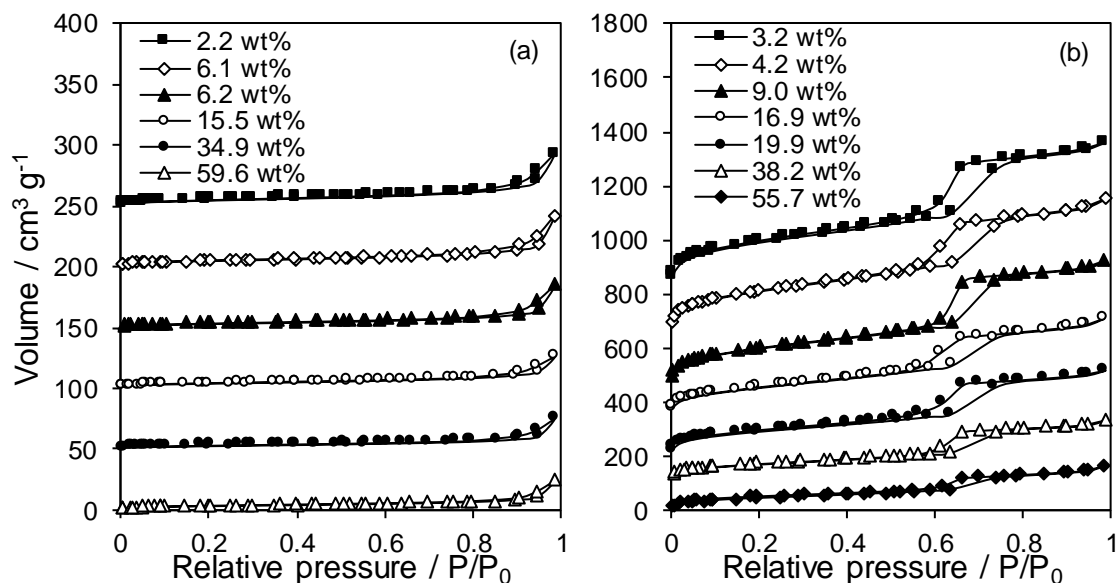 (a)
2.2 wt%
6.1 wt%
6.2 wt%
15.5 wt%
34.9 wt%
59.6 wt%
400
350
300
250
200
150
100
50
0
Volume / cm³ g⁻¹
0 0.2 0.4 0.6 0.8 1
Relative pressure / P/P₀
(b)
3.2 wt%
4.2 wt%
9.0 wt%
16.9 wt%
19.9 wt%
38.2 wt%
55.7 wt%
1800
1600
1400
1200
1000
800
600
400
200
0
0 0.2 0.4 0.6 0.8 1
Relative pressure / P/P₀